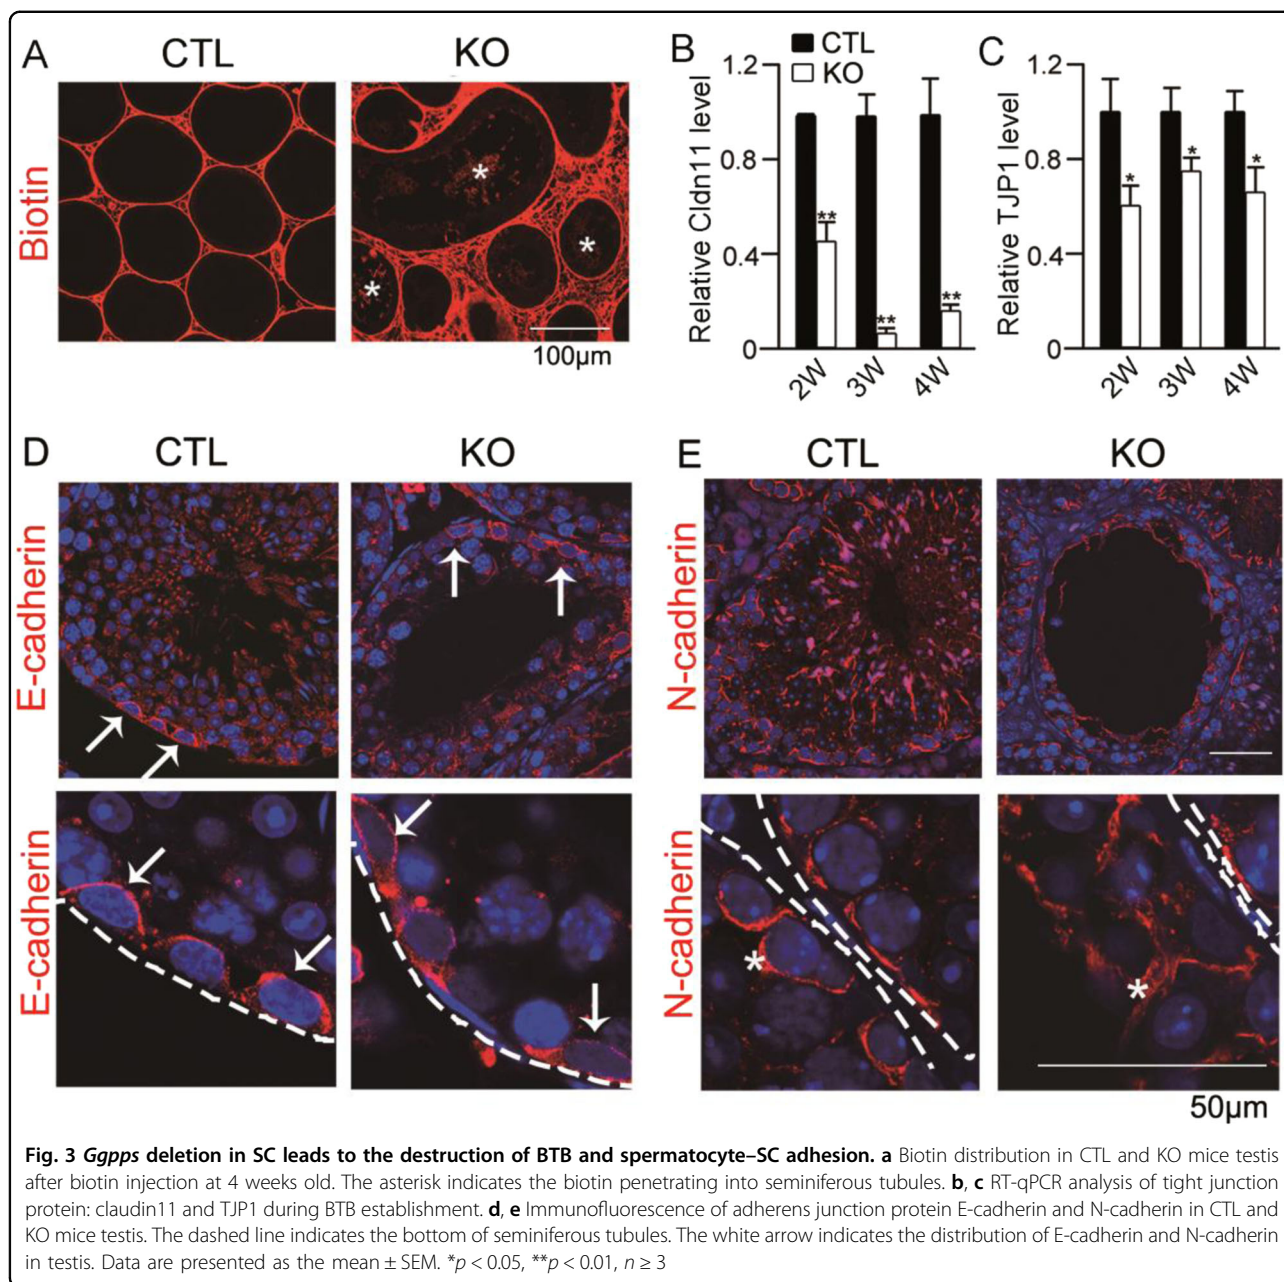 A
CTL
KO
Biotin
100µm
B
CTL
KO
Relative Cldn11 level
1.2
0.8
0.4
0
**
**
**
2W
3W
4W
C
Relative TJP1 level
1.2
0.8
0.4
0
*
*
*
2W
3W
4W
D
CTL
KO
E-cadherin
E-cadherin
E
CTL
KO
N-cadherin
N-cadherin
50µm
Fig. 3 Ggpps deletion in SC leads to the destruction of BTB and spermatocyte–SC adhesion. a Biotin distribution in CTL and KO mice testis
after biotin injection at 4 weeks old. The asterisk indicates the biotin penetrating into seminiferous tubules. b, c RT-qPCR analysis of tight junction
protein: claudin11 and TJP1 during BTB establishment. d, e Immunofluorescence of adherens junction protein E-cadherin and N-cadherin in CTL and
KO mice testis. The dashed line indicates the bottom of seminiferous tubules. The white arrow indicates the distribution of E-cadherin and N-cadherin
in testis. Data are presented as the mean ± SEM. *p < 0.05, **p < 0.01, n ≥ 3